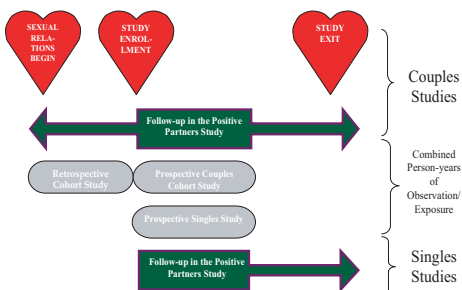 SEXUAL
RELA-
TIONS
BEGIN
STUDY
ENROL-
LMENT
STUDY
EXIT
Couples
Studies
Follow-up in the Positive
Partners Study
Retrospective
Cohort Study
Prospective Couples
Cohort Study
Prospective Singles Study
Combined
Person-years
of
Observation/
Exposure
Follow-up in the Positive
Partners Study
Singles
Studies